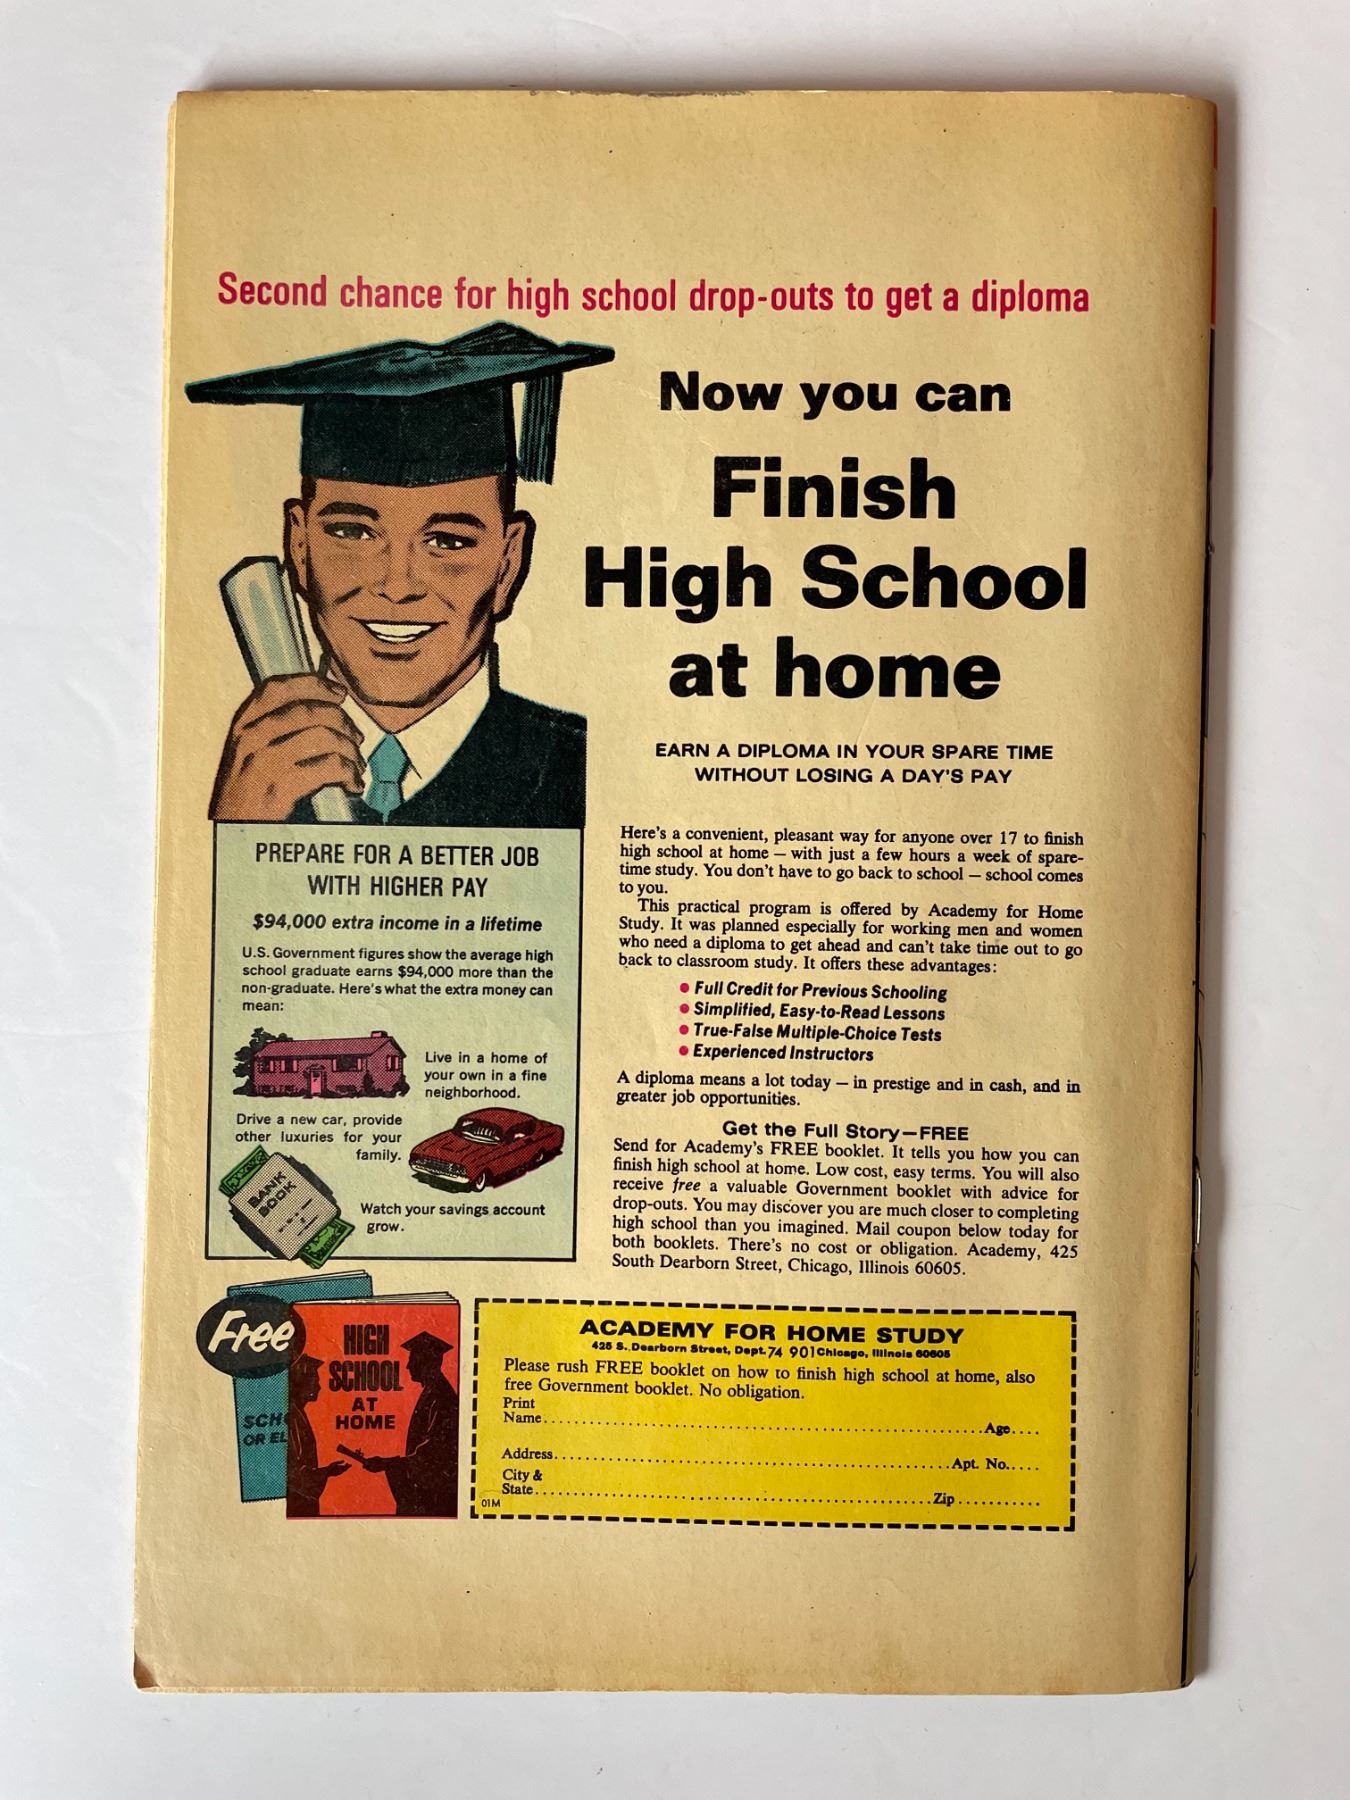 Second chance for high school drop-outs to get a diploma
Now you can
Finish
High School
at home
EARN A DIPLOMA IN YOUR SPARE TIME
WITHOUT LOSING A DAY'S PAY
PREPARE FOR A BETTER JOB
WITH HIGHER PAY
$94,000 extra income in a lifetime
U.S. Government figures show the average high
school graduate earns $94,000 more than the
non-graduate. Here's what the extra money can
mean:
Live in a home of
your own in a fine
neighborhood.
Drive a new car, provide
other luxuries for your
family.
BANK
BOOK
Watch your savings account
grow.
Here's a convenient, pleasant way for anyone over 17 to finish
high school at home — with just a few hours a week of spare-
time study. You don't have to go back to school — school comes
to you.
This practical program is offered by Academy for Home
Study. It was planned especially for working men and women
who need a diploma to get ahead and can't take time out to go
back to classroom study. It offers these advantages:
• Full Credit for Previous Schooling
• Simplified, Easy-to-Read Lessons
• True-False Multiple-Choice Tests
• Experienced Instructors
A diploma means a lot today — in prestige and in cash, and in
greater job opportunities.
Get the Full Story—FREE
Send for Academy's FREE booklet. It tells you how you can
finish high school at home. Low cost, easy terms. You will also
receive free a valuable Government booklet with advice for
drop-outs. You may discover you are much closer to completing
high school than you imagined. Mail coupon below today for
both booklets. There's no cost or obligation. Academy, 425
South Dearborn Street, Chicago, Illinois 60605.
Free
SCH
OR EL
HIGH
SCHOOL
AT
HOME
ACADEMY FOR HOME STUDY
425 S. Dearborn Street, Dept. 74 901 Chicago, Illinois 60605
Please rush FREE booklet on how to finish high school at home, also
free Government booklet. No obligation.
Print
Name..........Age....
Address..........Apt. No.....
City &
State..........Zip..........
01M